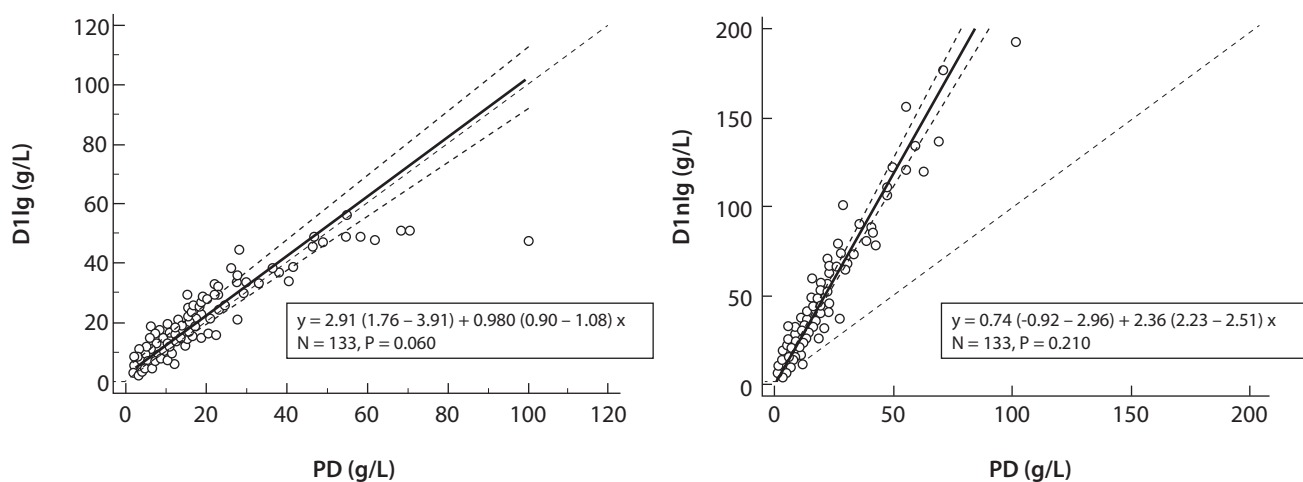 120
100
80
60
40
20
0
D1Ig (g/L)
y = 2.91 (1.76 – 3.91) + 0.980 (0.90 – 1.08) x
N = 133, P = 0.060
0 20 40 60 80 100 120
PD (g/L)
200
150
100
50
0
D1nIg (g/L)
y = 0.74 (-0.92 – 2.96) + 2.36 (2.23 – 2.51) x
N = 133, P = 0.210
0 50 100 150 200
PD (g/L)